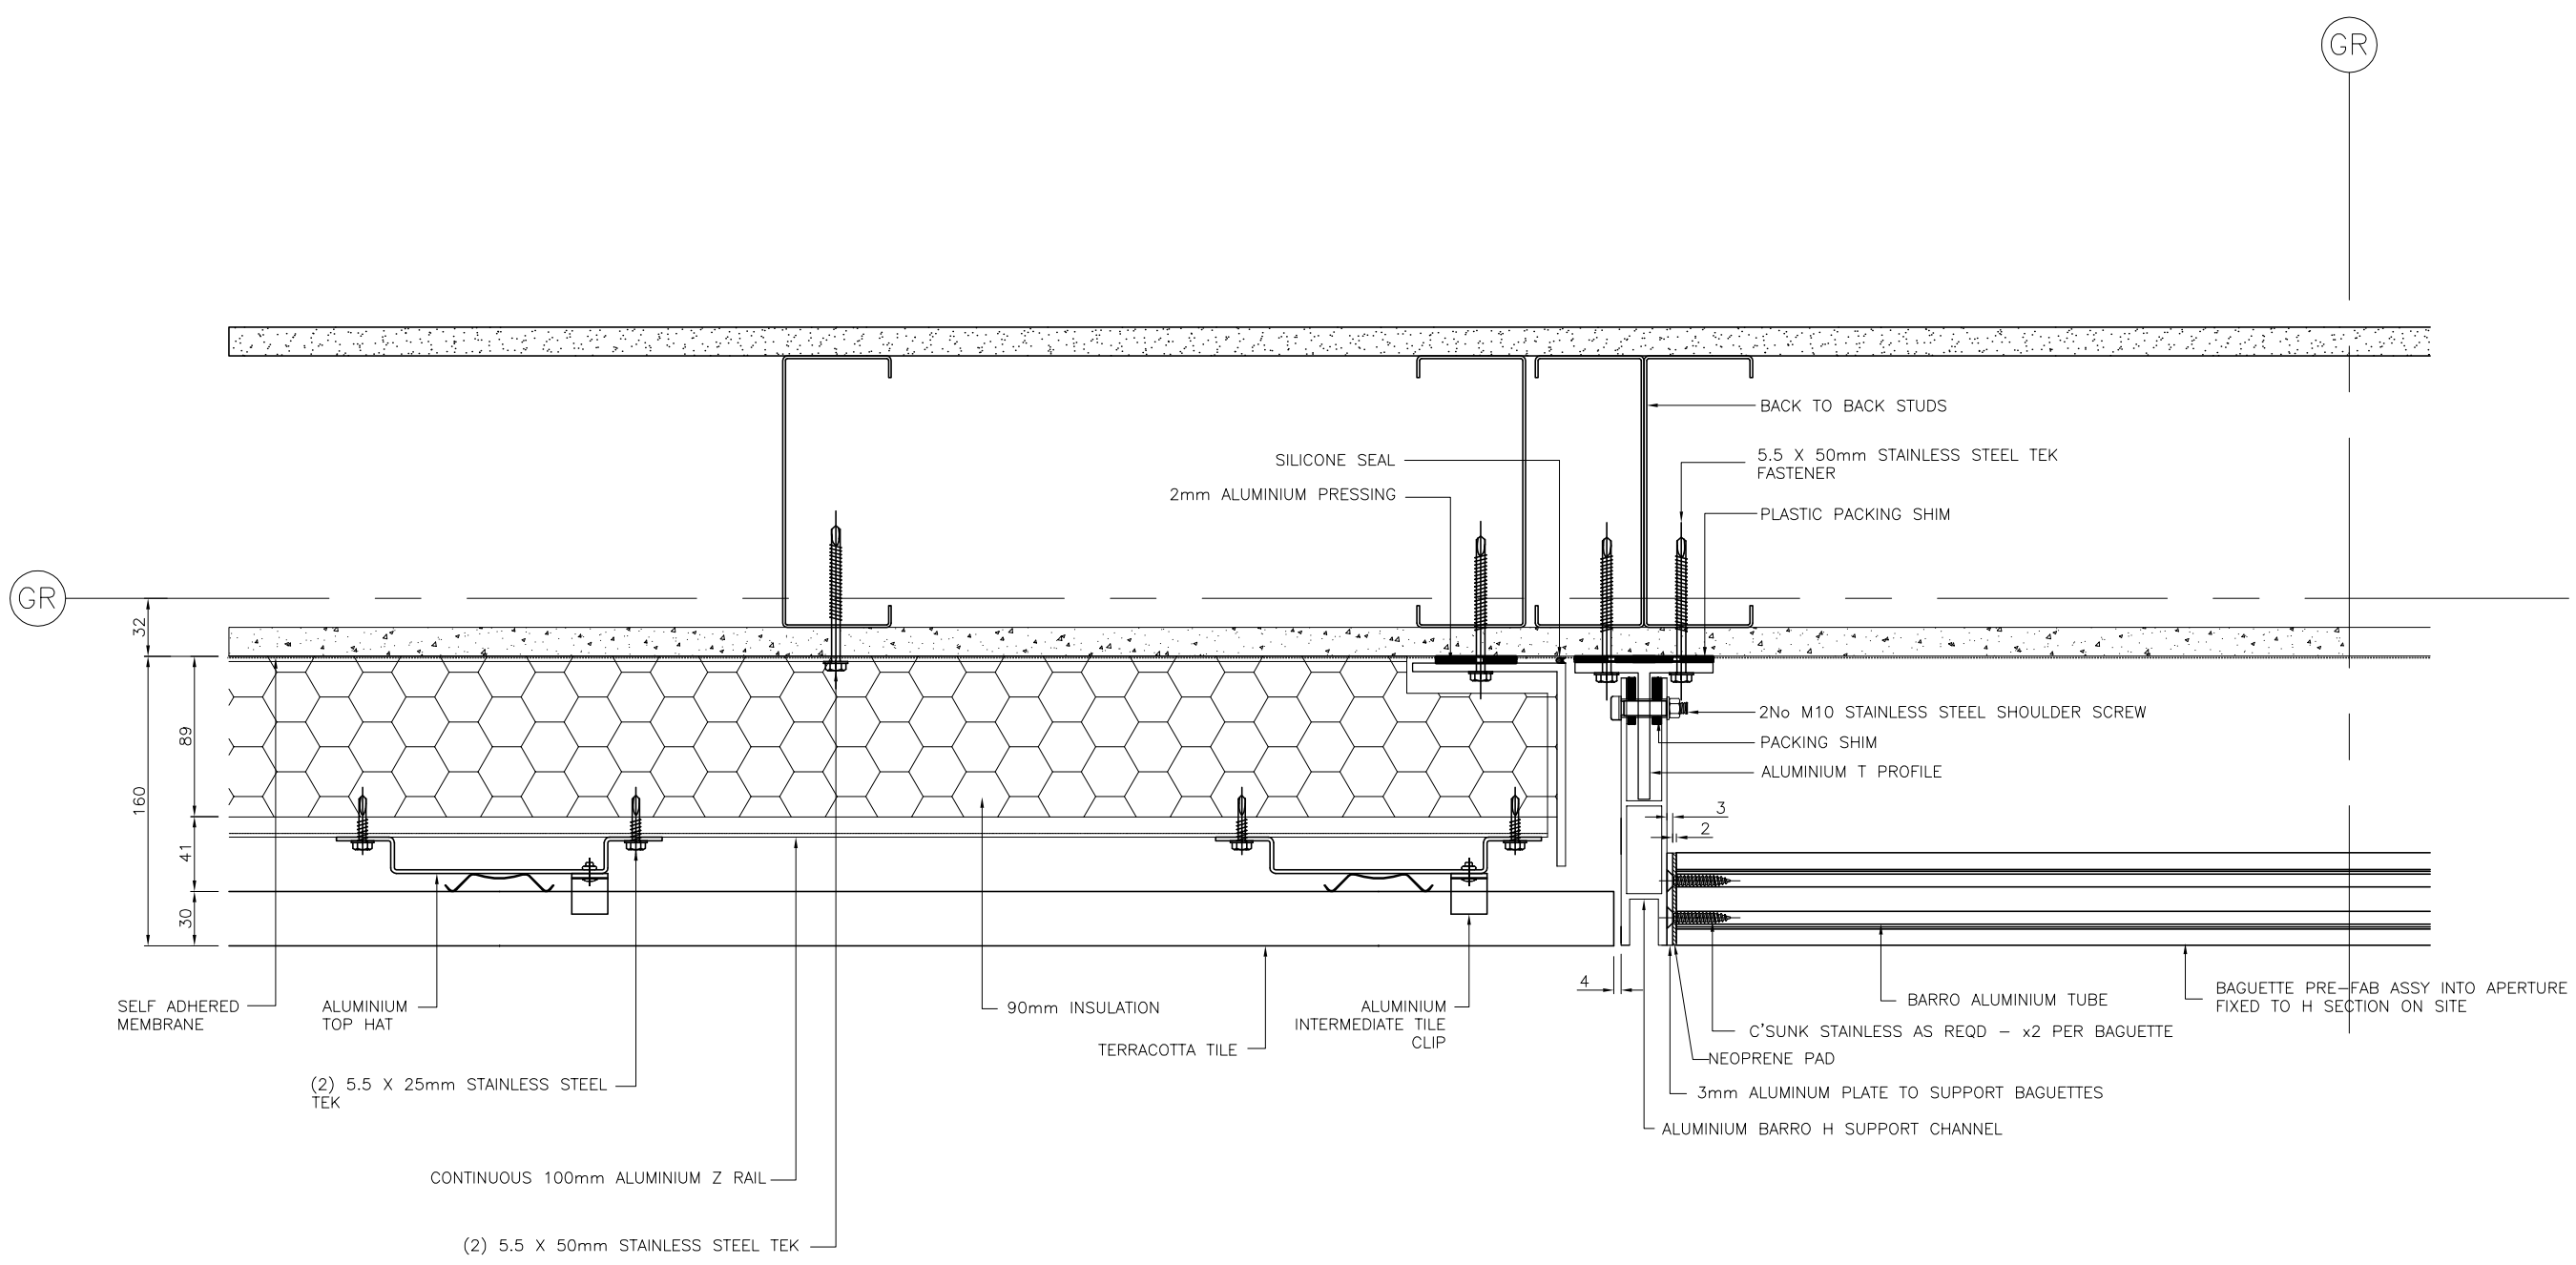 GR
BACK TO BACK STUDS
SILICONE SEAL
5.5 X 50mm STAINLESS STEEL TEK
FASTENER
2mm ALUMINIUM PRESSING
PLASTIC PACKING SHIM
GR
32
89
160
41
30
2No M10 STAINLESS STEEL SHOULDER SCREW
PACKING SHIM
ALUMINIUM T PROFILE
3
2
4
SELF ADHERED
MEMBRANE
ALUMINIUM
TOP HAT
90mm INSULATION
ALUMINIUM
INTERMEDIATE TILE
CLIP
TERRACOTTA TILE
BAGUETTE PRE-FAB ASSY INTO APERTURE
FIXED TO H SECTION ON SITE
BARRO ALUMINIUM TUBE
C'SUNK STAINLESS AS REQD - x2 PER BAGUETTE
NEOPRENE PAD
3mm ALUMINUM PLATE TO SUPPORT BAGUETTES
ALUMINIUM BARRO H SUPPORT CHANNEL
(2) 5.5 X 25mm STAINLESS STEEL
TEK
CONTINUOUS 100mm ALUMINIUM Z RAIL
(2) 5.5 X 50mm STAINLESS STEEL TEK